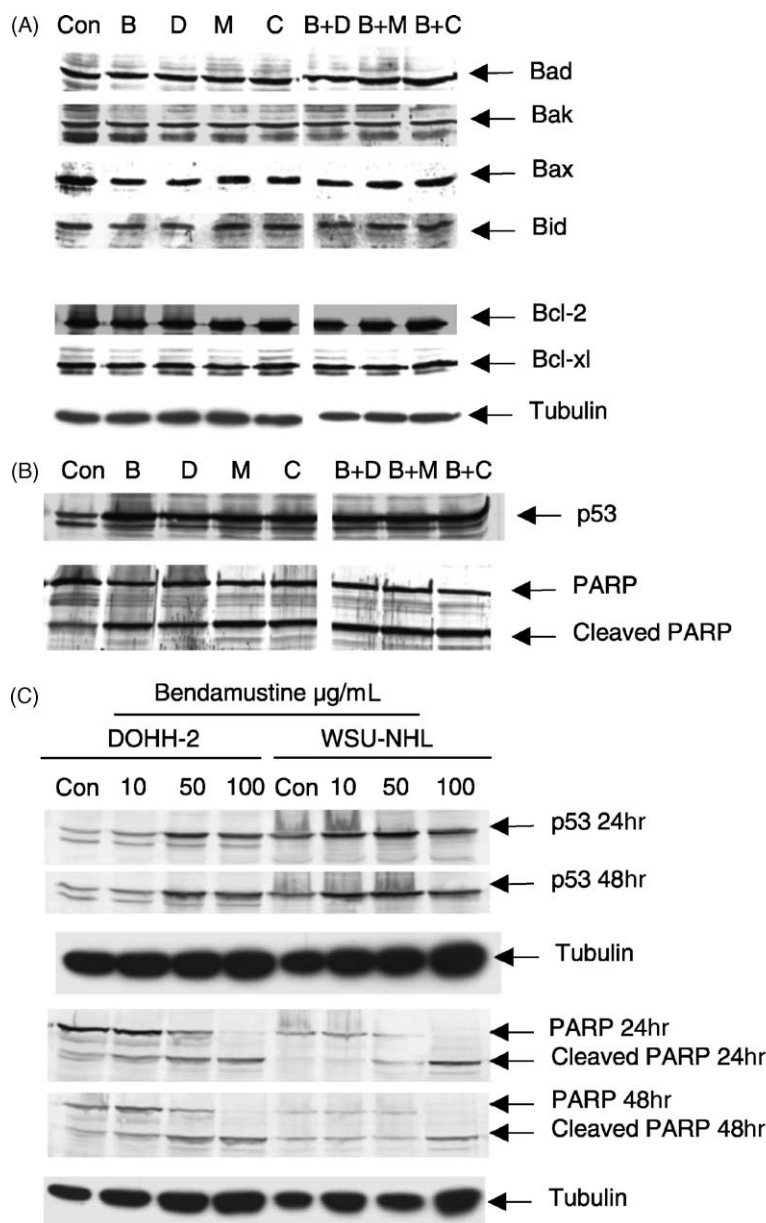 (A) Con B D M C B+D B+M B+C
Bad
Bak
Bax
Bid
Bcl-2
Bcl-xl
Tubulin
(B) Con B D M C B+D B+M B+C
p53
PARP
Cleaved PARP
(C) Bendamustine µg/mL
DOHH-2 WSU-NHL
Con 10 50 100 Con 10 50 100
p53 24hr
p53 48hr
Tubulin
PARP 24hr
Cleaved PARP 24hr
PARP 48hr
Cleaved PARP 48hr
Tubulin